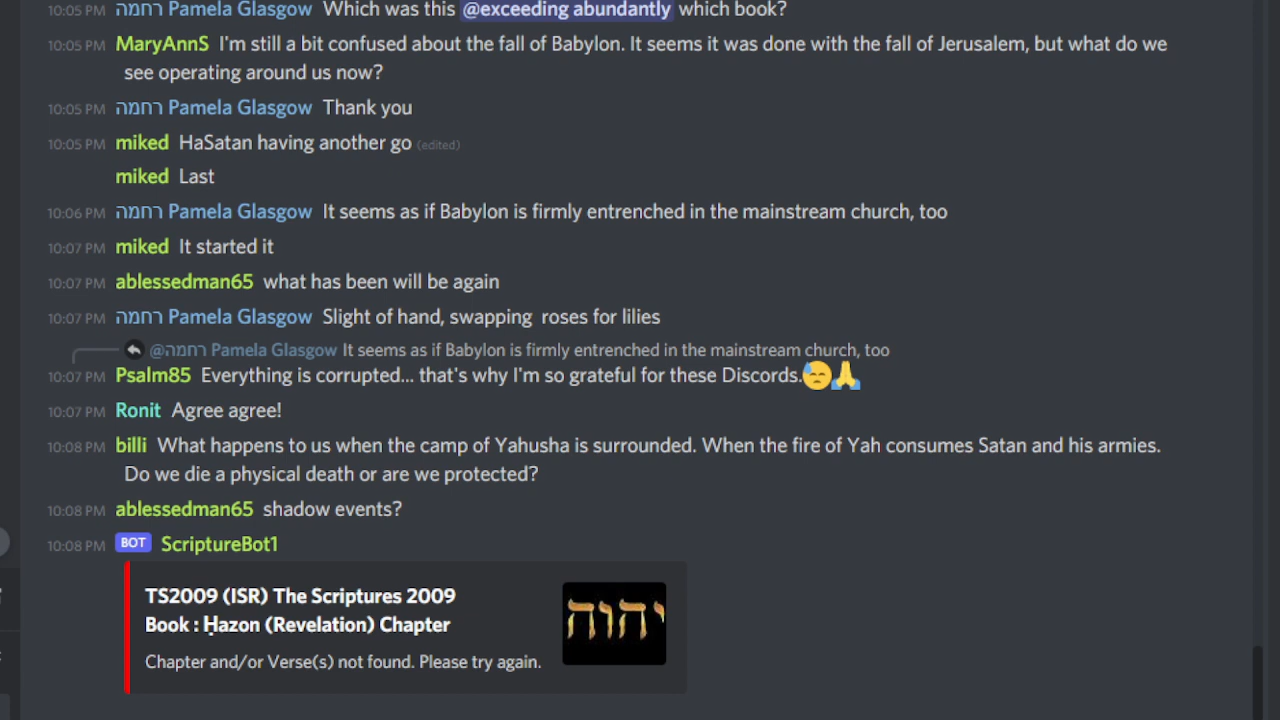 10:05 PM רחמה Pamela Glasgow Which was this @exceeding abundantly which book?
10:05 PM MaryAnnS I'm still a bit confused about the fall of Babylon. It seems it was done with the fall of Jerusalem, but what do we
see operating around us now?
10:05 PM רחמה Pamela Glasgow Thank you
10:05 PM miked HaSatan having another go (edited)
miked Last
10:06 PM רחמה Pamela Glasgow It seems as if Babylon is firmly entrenched in the mainstream church, too
10:07 PM miked It started it
10:07 PM ablessedman65 what has been will be again
10:07 PM רחמה Pamela Glasgow Slight of hand, swapping roses for lilies
@רחמה Pamela Glasgow It seems as if Babylon is firmly entrenched in the mainstream church, too
10:07 PM Psalm85 Everything is corrupted... that's why I'm so grateful for these Discords.😓🙏
10:07 PM Ronit Agree agree!
10:08 PM billi What happens to us when the camp of Yahusha is surrounded. When the fire of Yah consumes Satan and his armies.
Do we die a physical death or are we protected?
10:08 PM ablessedman65 shadow events?
10:08 PM BOT ScriptureBot1
TS2009 (ISR) The Scriptures 2009
Book : Ḥazon (Revelation) Chapter
יהוה
Chapter and/or Verse(s) not found. Please try again.